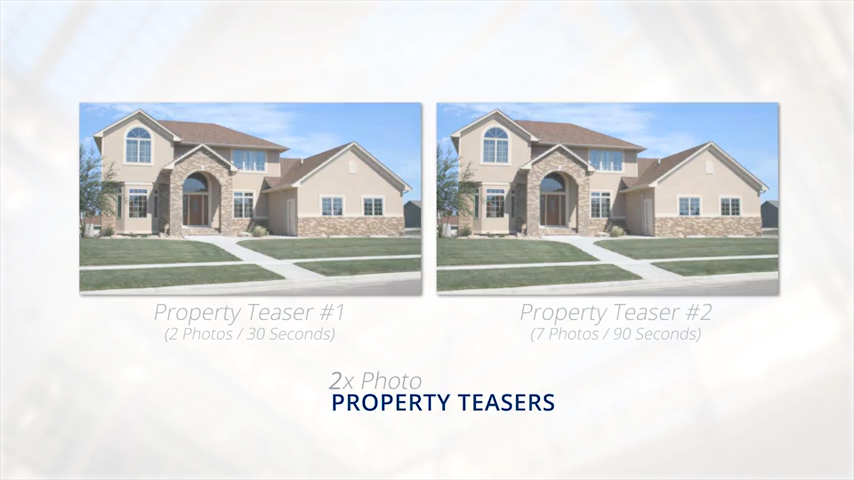 Property Teaser #1
(2 Photos / 30 Seconds)
Property Teaser #2
(7 Photos / 90 Seconds)
2x Photo
PROPERTY TEASERS